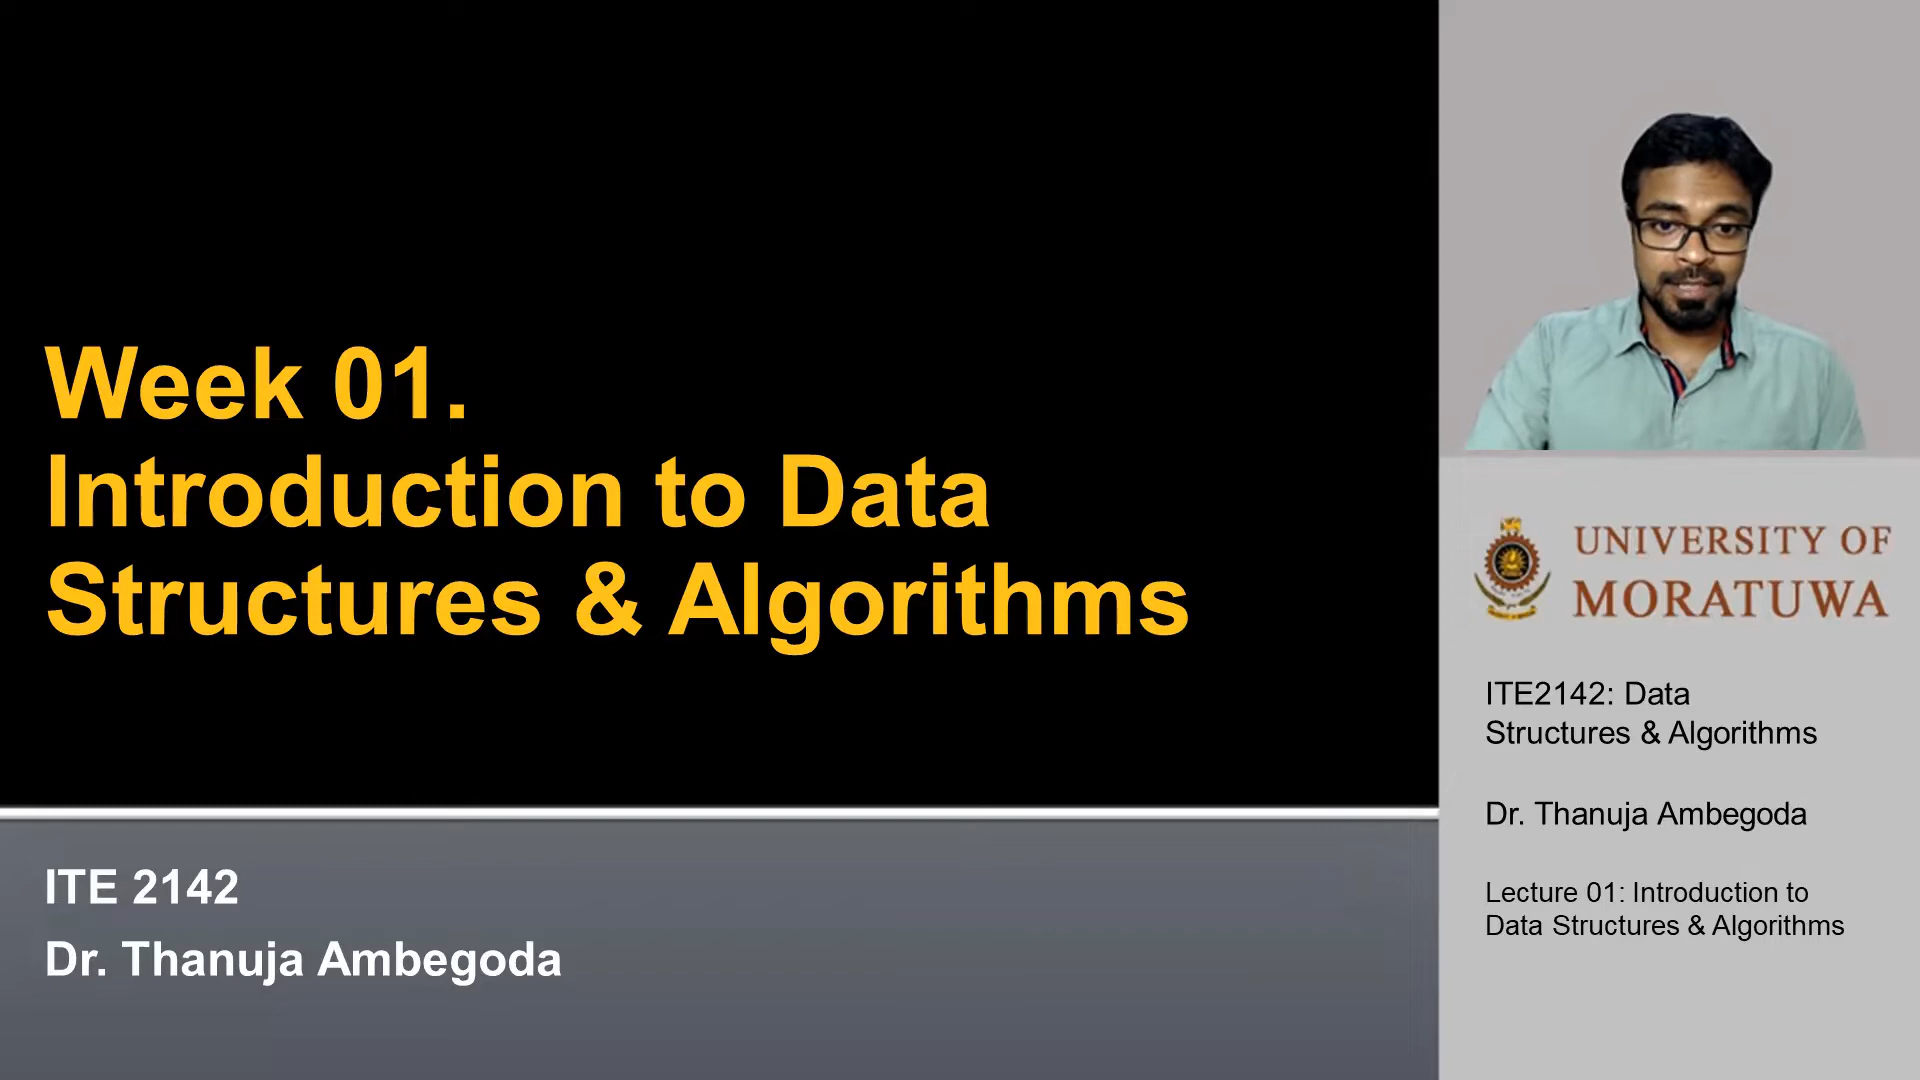 Week 01.
Introduction to Data
Structures & Algorithms
ITE 2142
Dr. Thanuja Ambegoda
UNIVERSITY OF
MORATUWA
ITE2142: Data
Structures & Algorithms
Dr. Thanuja Ambegoda
Lecture 01: Introduction to
Data Structures & Algorithms